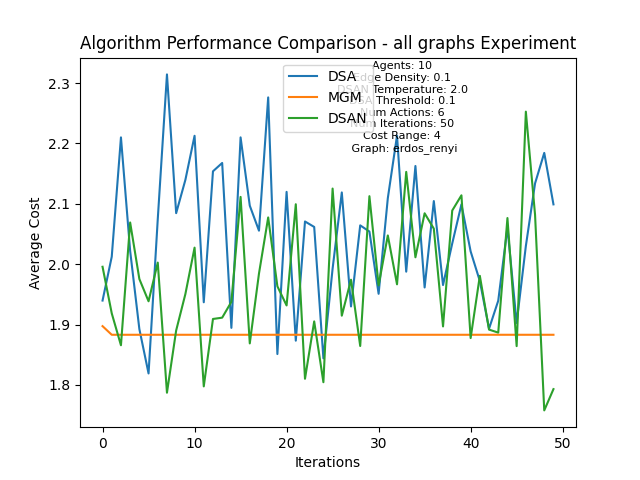 Algorithm Performance Comparison - all graphs Experiment
Agents: 10
Edge Density: 0.1
DSAN Temperature: 2.0
Threshold: 0.1
Num Actions: 6
Num Iterations: 50
Cost Range: 4
Graph: erdos_renyi
DSA
MGM
DSAN
2.3
2.2
2.1
2.0
1.9
1.8
Average Cost
0
10
20
30
40
50
Iterations